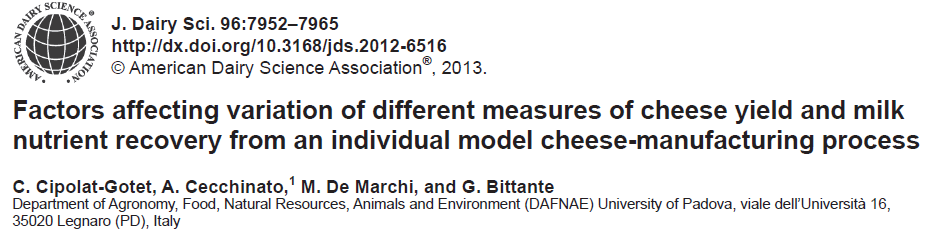 AMERICAN DAIRY SCIENCE ASSOCIATION®
J. Dairy Sci. 96:7952–7965
http://dx.doi.org/10.3168/jds.2012-6516
© American Dairy Science Association®, 2013.
Factors affecting variation of different measures of cheese yield and milk
nutrient recovery from an individual model cheese-manufacturing process
C. Cipolat-Gotet, A. Cecchinato,1 M. De Marchi, and G. Bittante
Department of Agronomy, Food, Natural Resources, Animals and Environment (DAFNAE) University of Padova, viale dell’Università 16,
35020 Legnaro (PD), Italy